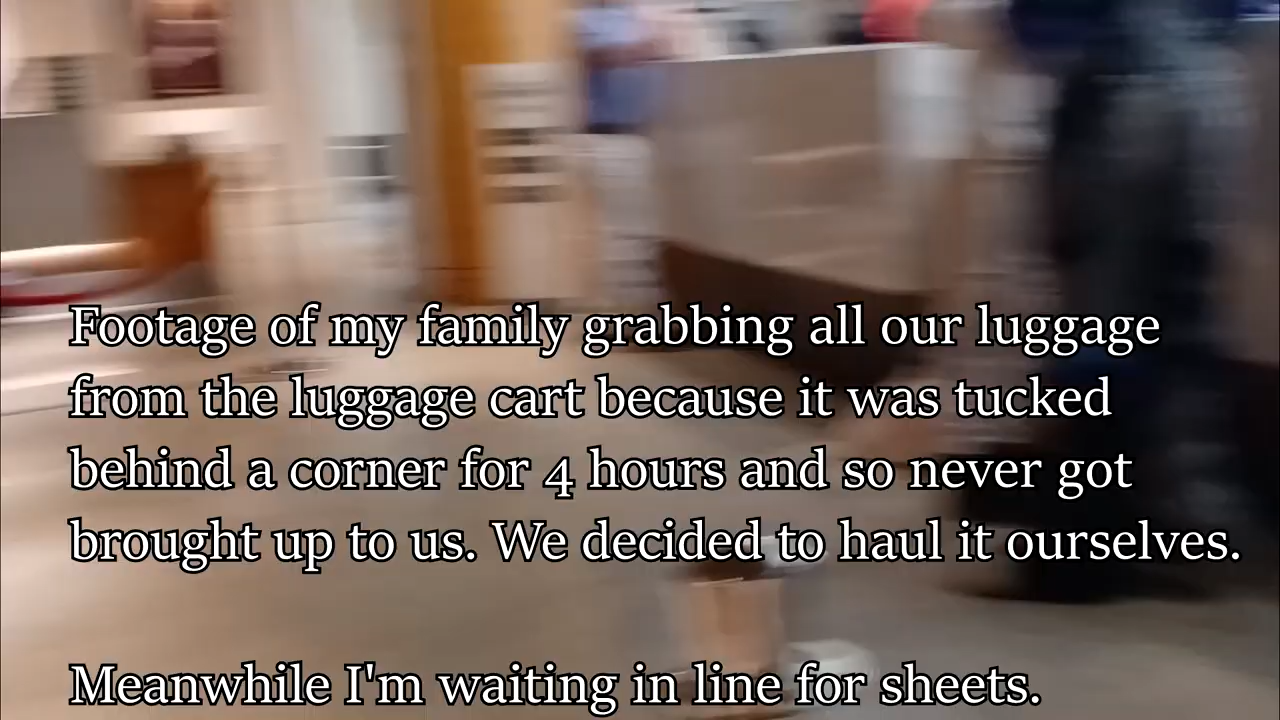 Footage of my family grabbing all our luggage
from the luggage cart because it was tucked
behind a corner for 4 hours and so never got
brought up to us. We decided to haul it ourselves.
Meanwhile I'm waiting in line for sheets.